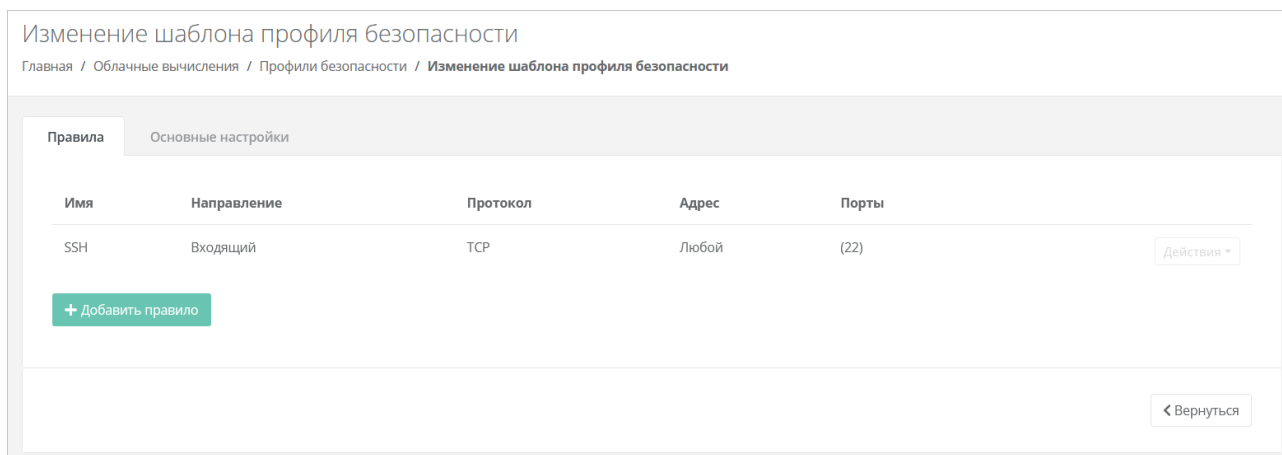 Изменение шаблона профиля безопасности
Главная / Облачные вычисления / Профили безопасности / Изменение шаблона профиля безопасности
Правила Основные настройки
Имя Направление Протокол Адрес Порты
SSH Входящий TCP Любой (22) Действия
+ Добавить правило
Вернуться